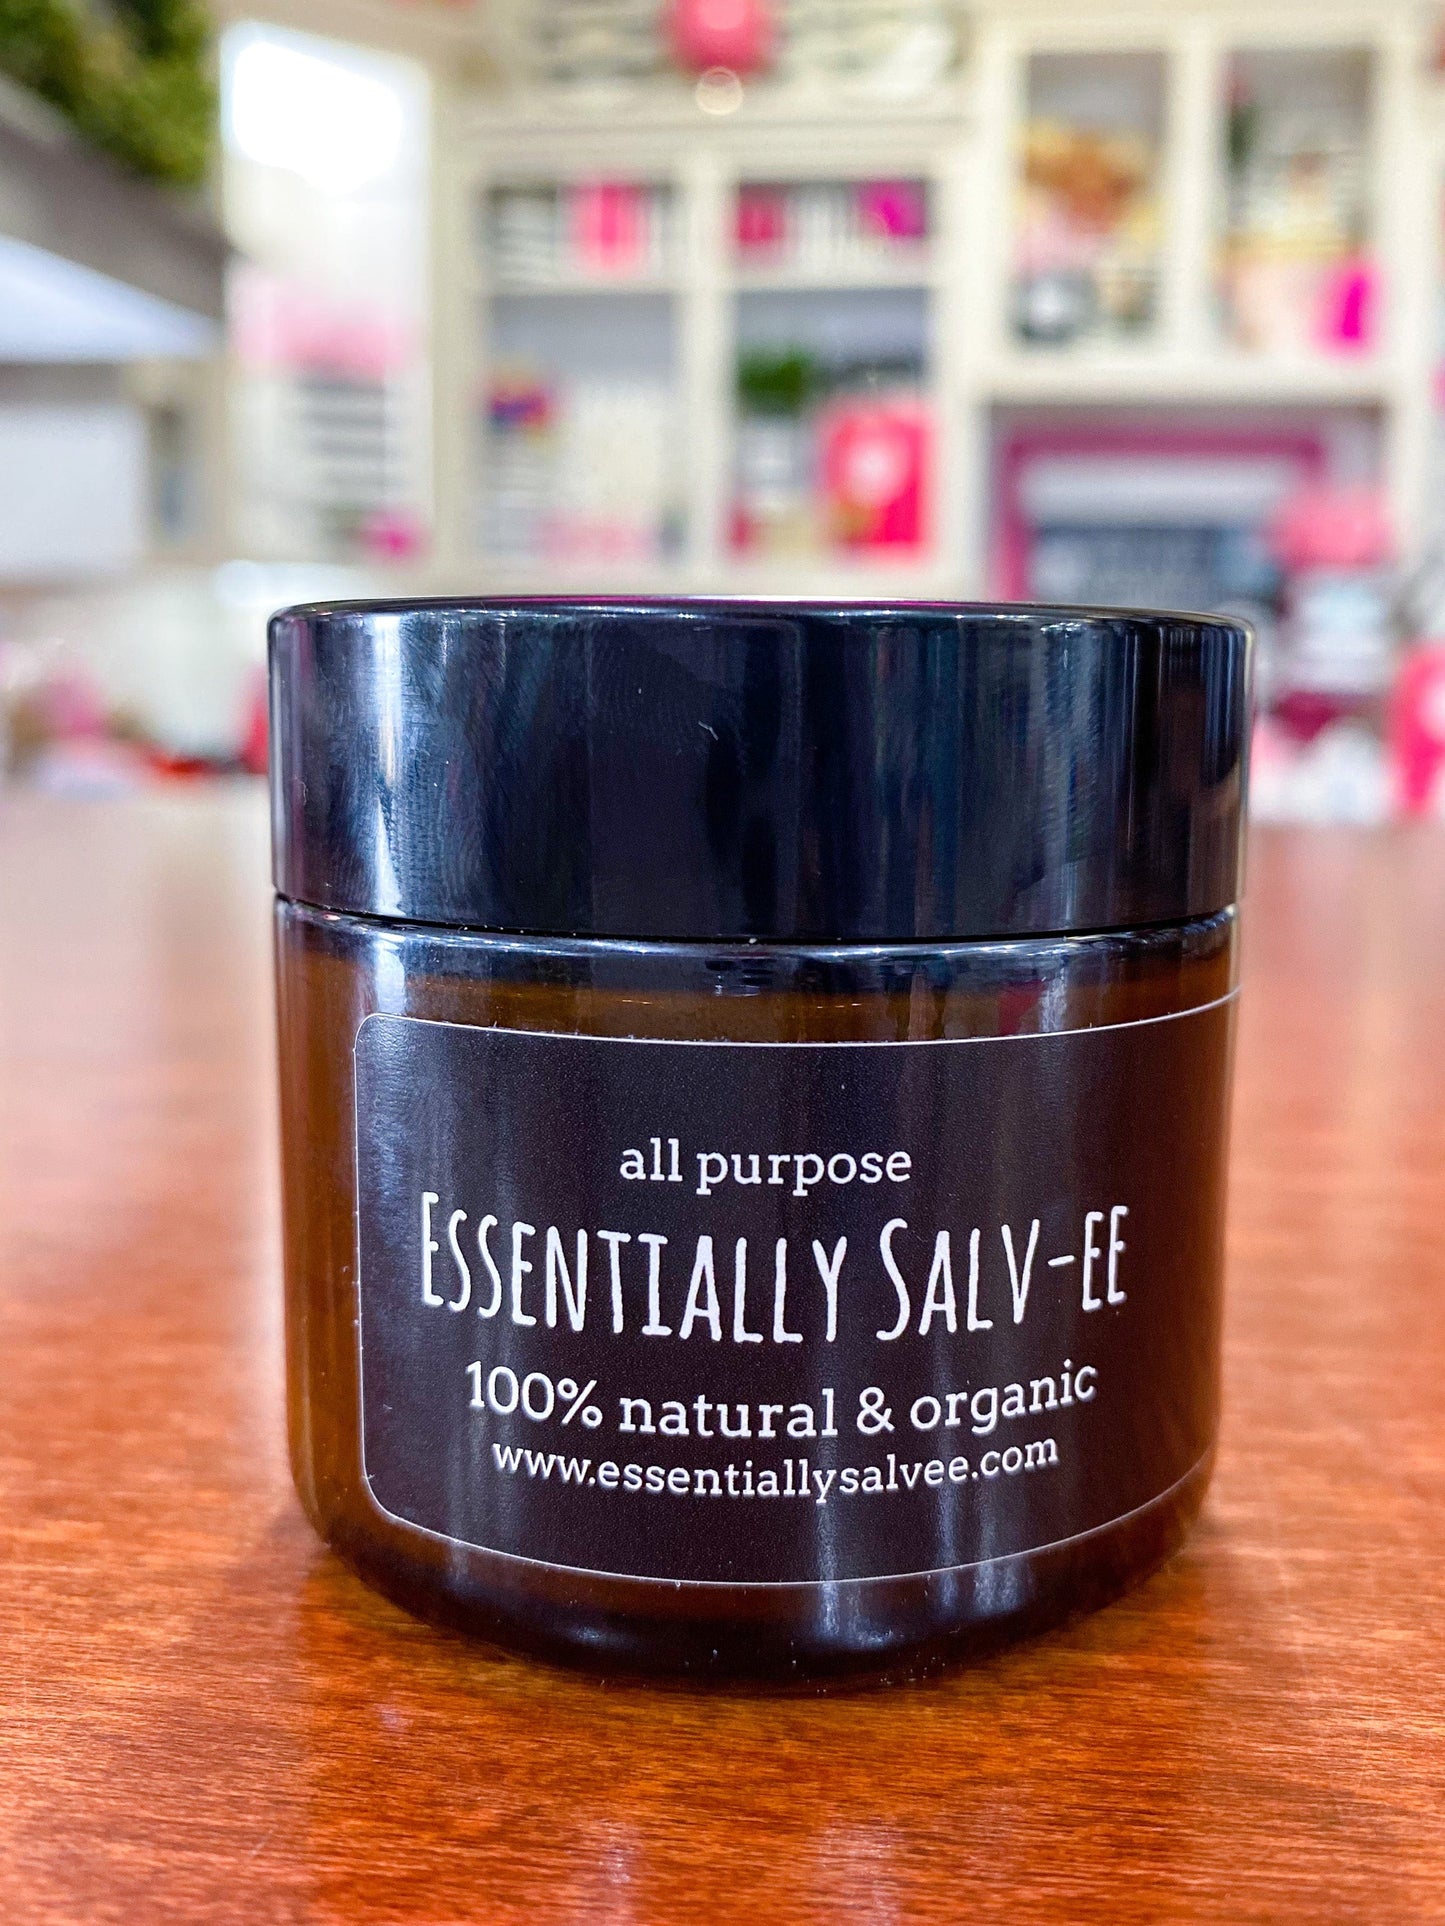 all purpose
Essentially Salv-ee
100% natural & organic
www.essentiallysalvee.com